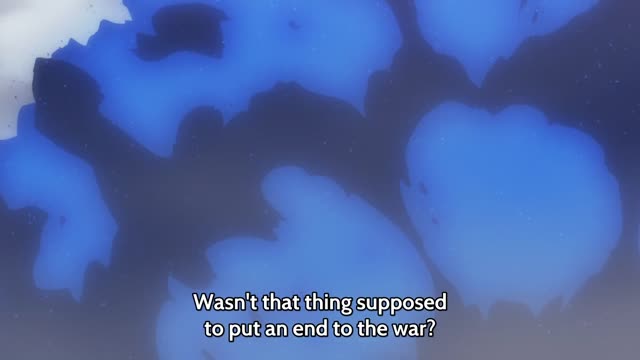 Wasn't that thing supposed
to put an end to the war?